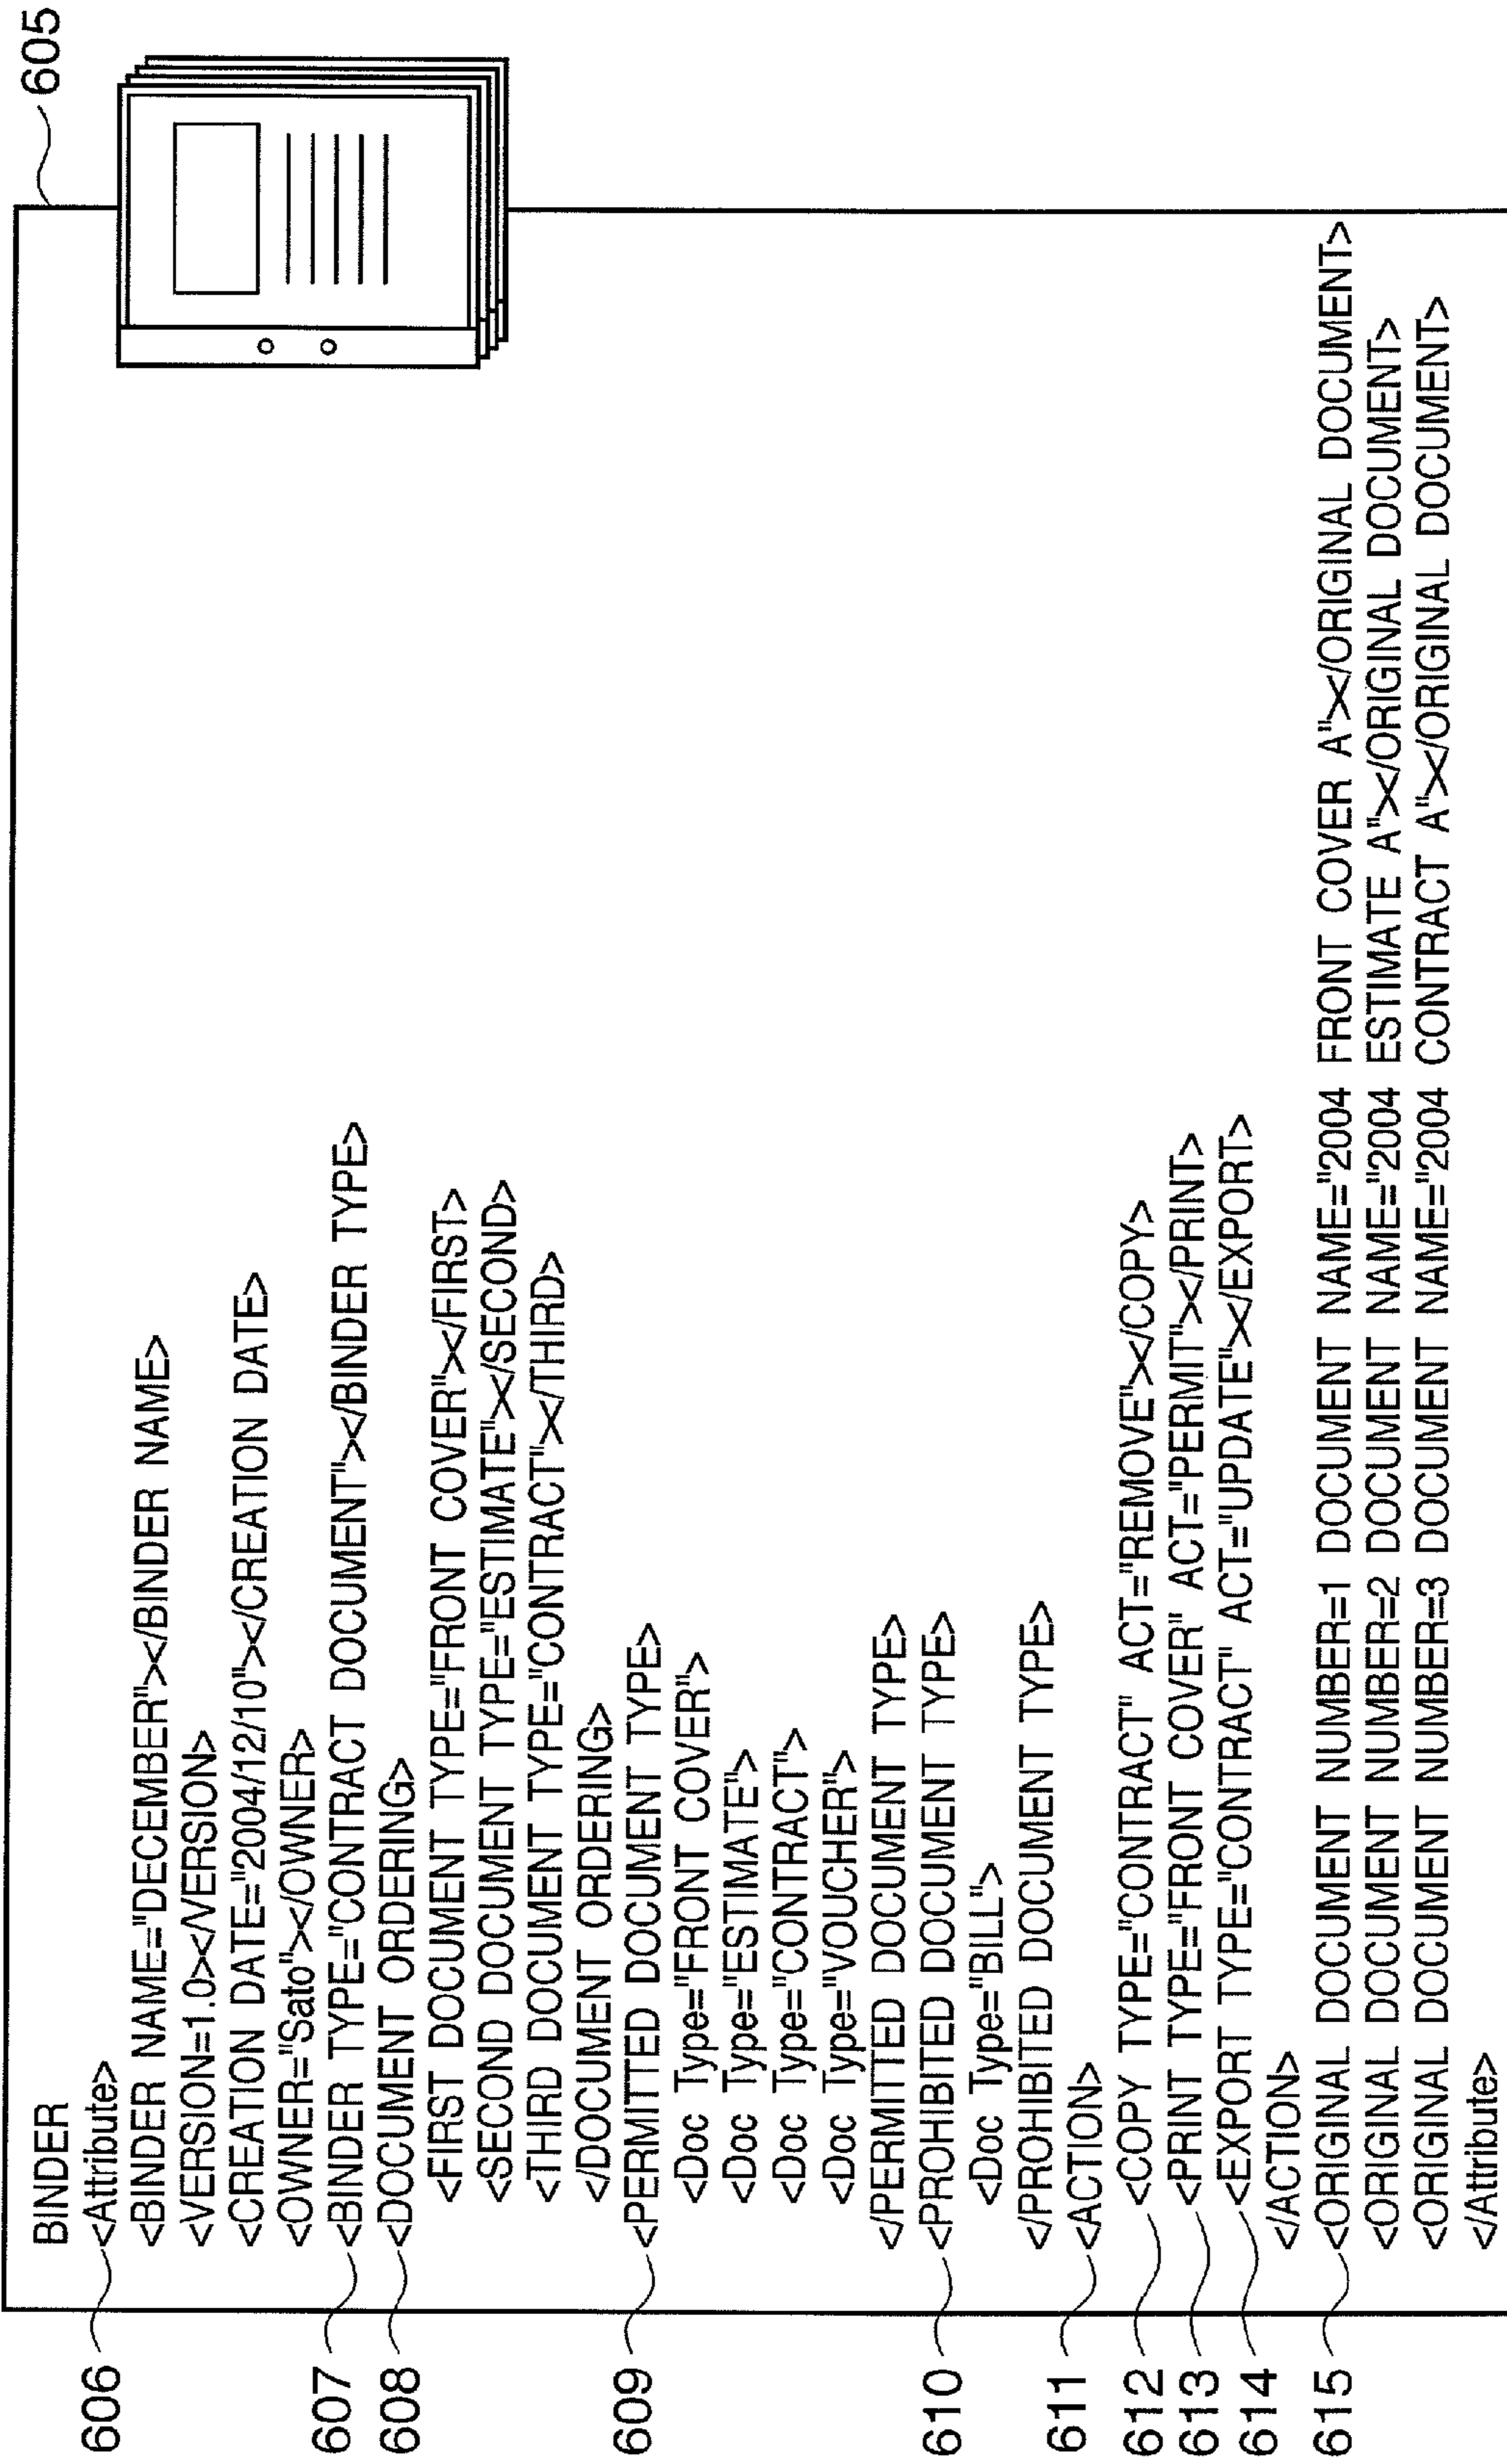 605
BINDER
606 <Attribute>
<BINDER NAME="DECEMBER"></BINDER NAME>
<VERSION=1.0></VERSION>
<CREATION DATE="2004/12/10"></CREATION DATE>
<OWNER="Sato"></OWNER>
607 <BINDER TYPE="CONTRACT DOCUMENT"></BINDER TYPE>
608 <DOCUMENT ORDERING>
<FIRST DOCUMENT TYPE="FRONT COVER"></FIRST>
<SECOND DOCUMENT TYPE="ESTIMATE"></SECOND>
<THIRD DOCUMENT TYPE="CONTRACT"></THIRD>
</DOCUMENT ORDERING>
609 <PERMITTED DOCUMENT TYPE>
<Doc Type="FRONT COVER">
<Doc Type="ESTIMATE">
<Doc Type="CONTRACT">
<Doc Type="VOUCHER">
</PERMITTED DOCUMENT TYPE>
610 <PROHIBITED DOCUMENT TYPE>
<Doc Type="BILL">
</PROHIBITED DOCUMENT TYPE>
611 <ACTION>
612 <COPY TYPE="CONTRACT" ACT="REMOVE"></COPY>
613 <PRINT TYPE="FRONT COVER" ACT="PERMIT"></PRINT>
614 <EXPORT TYPE="CONTRACT" ACT="UPDATE"></EXPORT>
</ACTION>
615 <ORIGINAL DOCUMENT NUMBER=1 DOCUMENT NAME="2004 FRONT COVER A"></ORIGINAL DOCUMENT>
<ORIGINAL DOCUMENT NUMBER=2 DOCUMENT NAME="2004 ESTIMATE A"></ORIGINAL DOCUMENT>
<ORIGINAL DOCUMENT NUMBER=3 DOCUMENT NAME="2004 CONTRACT A"></ORIGINAL DOCUMENT>
</Attribute>